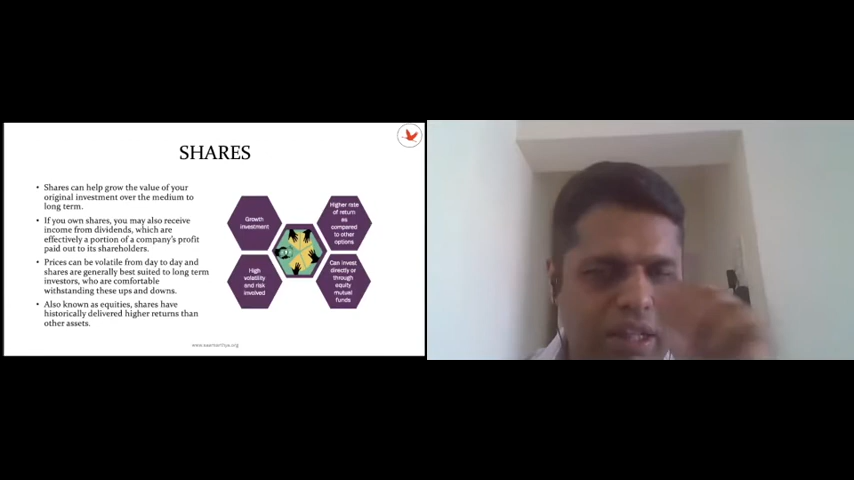 SHARES
• Shares can help grow the value of your
original investment over the medium to
long term.
• If you own shares, you may also receive
income from dividends, which are
effectively a portion of a company's profit
paid out to its shareholders.
• Prices can be volatile from day to day and
shares are generally best suited to long term
investors, who are comfortable
withstanding these ups and downs.
• Also known as equities, shares have
historically delivered higher returns than
other assets.
Growth
investment
Higher rate
of return
as
compared
to other
options
High
volatility
and risk
involved
Can invest
directly or
through
equity
mutual
funds
www.saamarthya.org